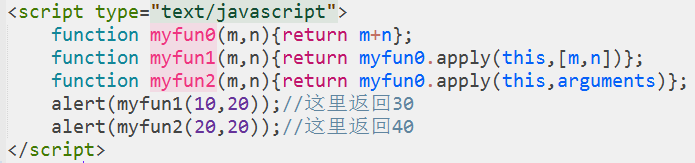 <script type="text/javascript">
function myfun0(m,n){return m+n};
function myfun1(m,n){return myfun0.apply(this,[m,n])};
function myfun2(m,n){return myfun0.apply(this,arguments)};
alert(myfun1(10,20));//这里返回30
alert(myfun2(20,20));//这里返回40
</script>